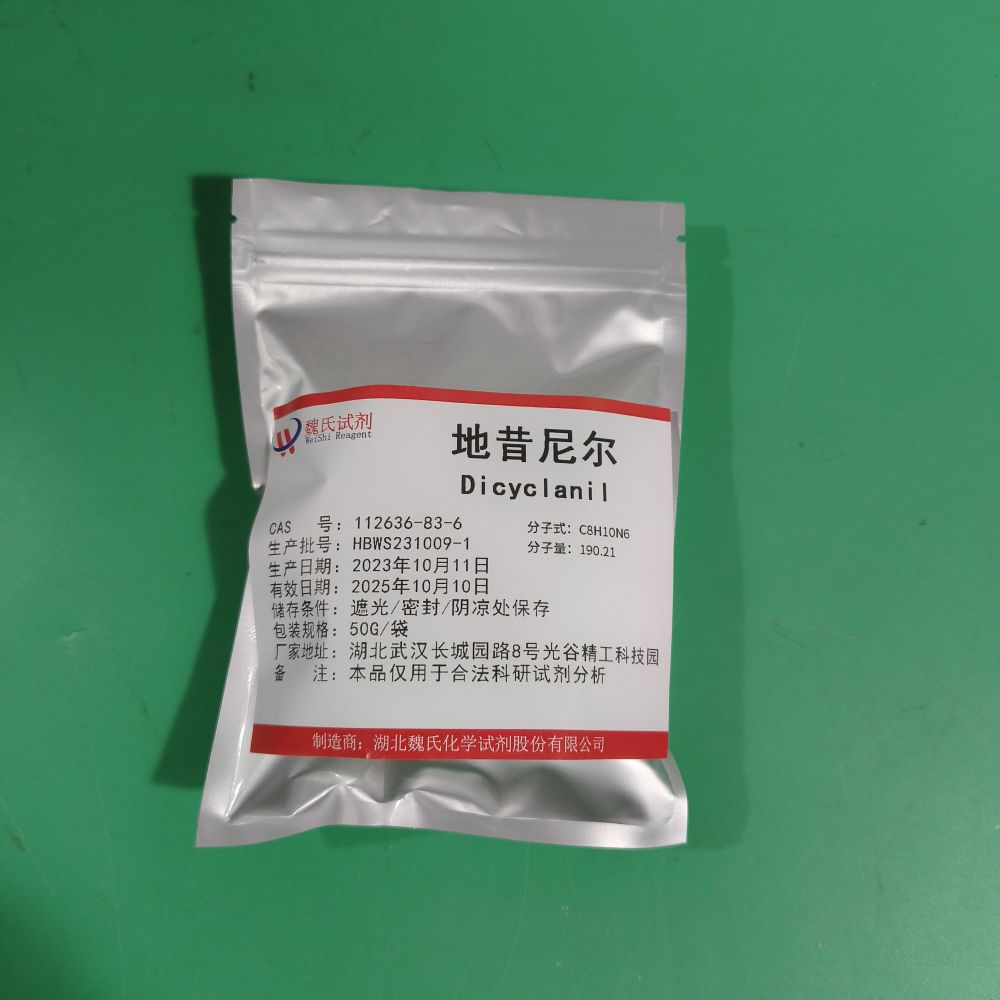 魏氏试剂
WeiShi Reagent
地昔尼尔
Dicyclanil
CAS 号：112636-83-6
分子式：C8H10N6
生产批号：HBWS231009-1
分子量：190.21
生产日期：2023年10月11日
有效日期：2025年10月10日
储存条件：遮光/密封/阴凉处保存
包装规格：50G/袋
厂家地址：湖北武汉长城园路8号光谷精工科技园
备 注：本品仅用于合法科研试剂分析
制造商：湖北魏氏化学试剂股份有限公司